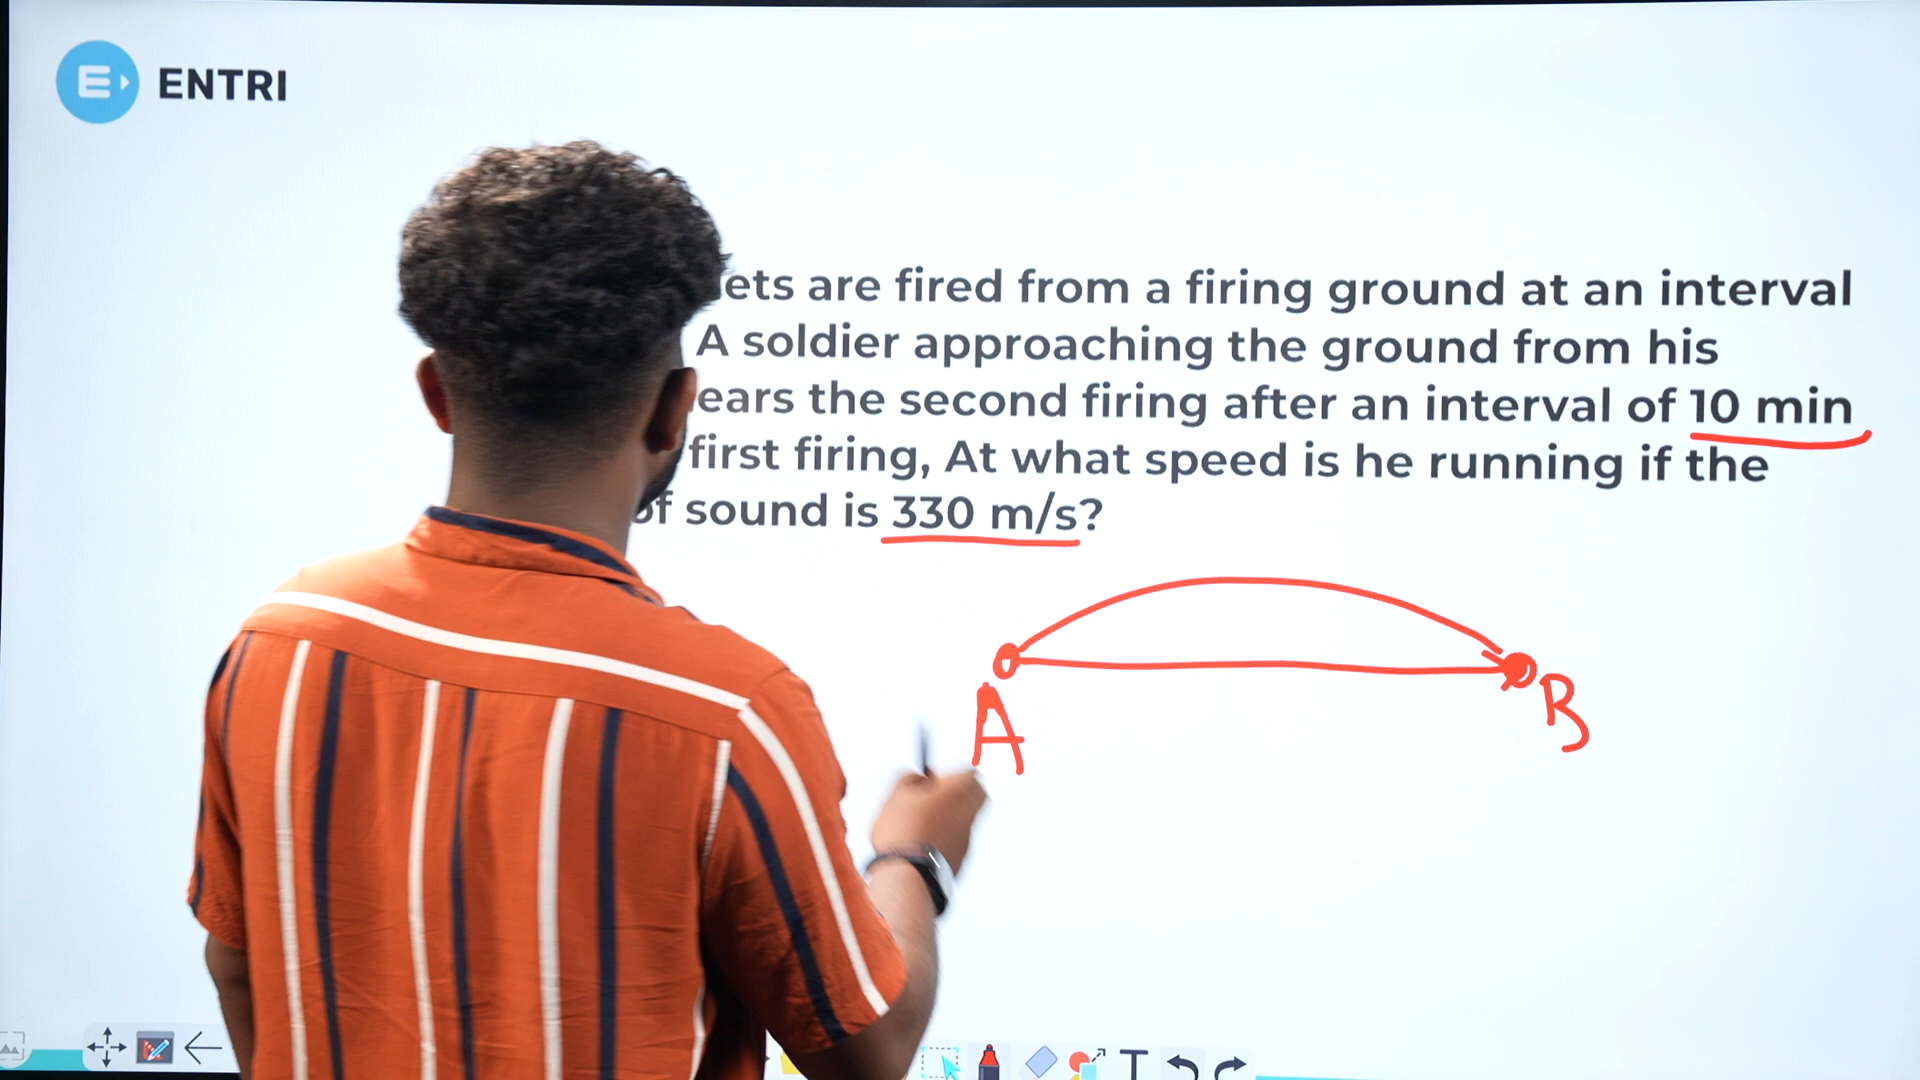 ENTRI
ets are fired from a firing ground at an interval
A soldier approaching the ground from his
ears the second firing after an interval of 10 min
first firing, At what speed is he running if the
of sound is 330 m/s?
A
B
T